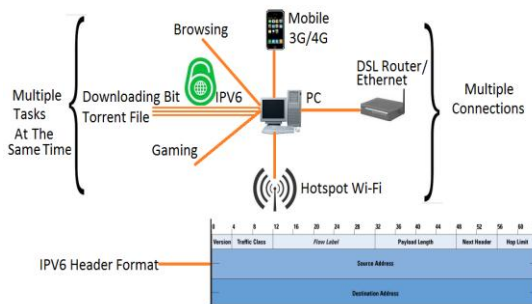 Browsing
Mobile
3G/4G
Multiple
Tasks
At The
Same Time
Downloading Bit
Torrent File
IPV6
PC
DSL Router/
Ethernet
Multiple
Connections
Gaming
Hotspot Wi-Fi
0 4 8 12 16 20 24 28 32 36 40 44 48 52 56 60
Version Traffic Class Flow Label Payload Length Next Header Hop Limit
IPV6 Header Format
Source Address
Destination Address